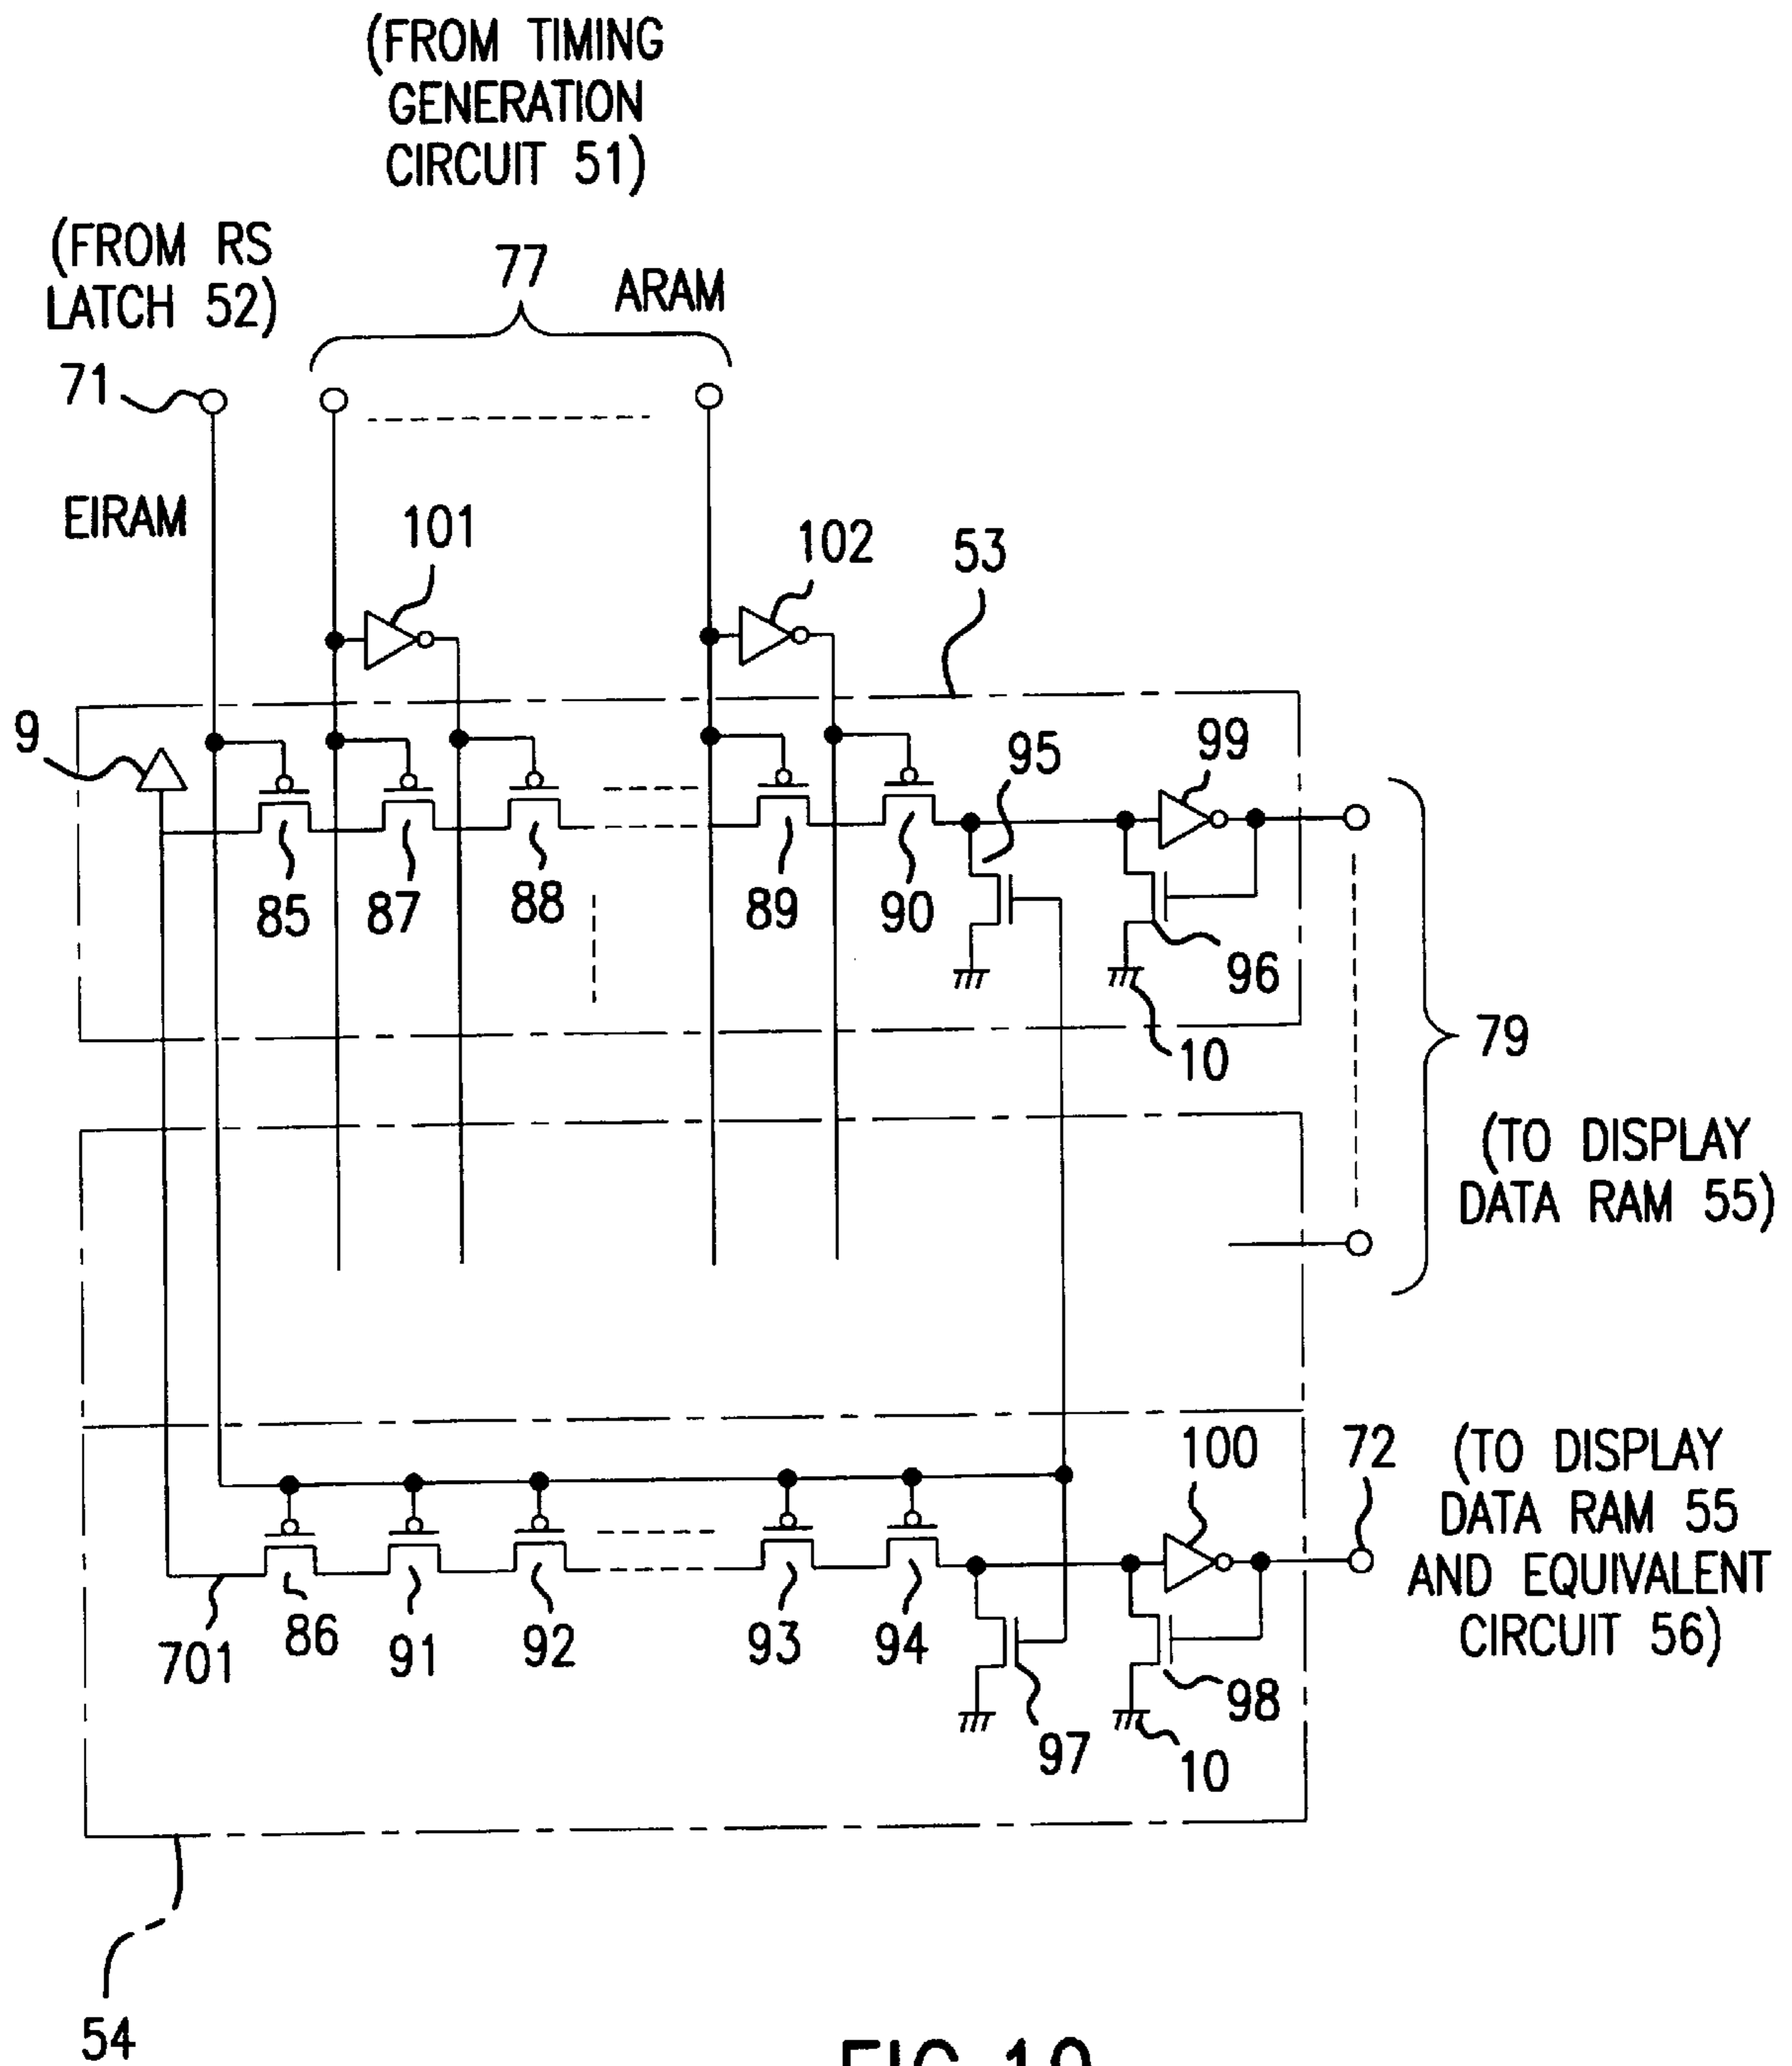 (FROM TIMING
GENERATION
CIRCUIT 51)
(FROM RS
LATCH 52)
77
ARAM
71
EIRAM
101
102
53
9
95
99
85
87
88
89
90
96
10
79
(TO DISPLAY
DATA RAM 55)
100
72
(TO DISPLAY
DATA RAM 55
AND EQUIVALENT
CIRCUIT 56)
701
86
91
92
93
94
98
97
10
54